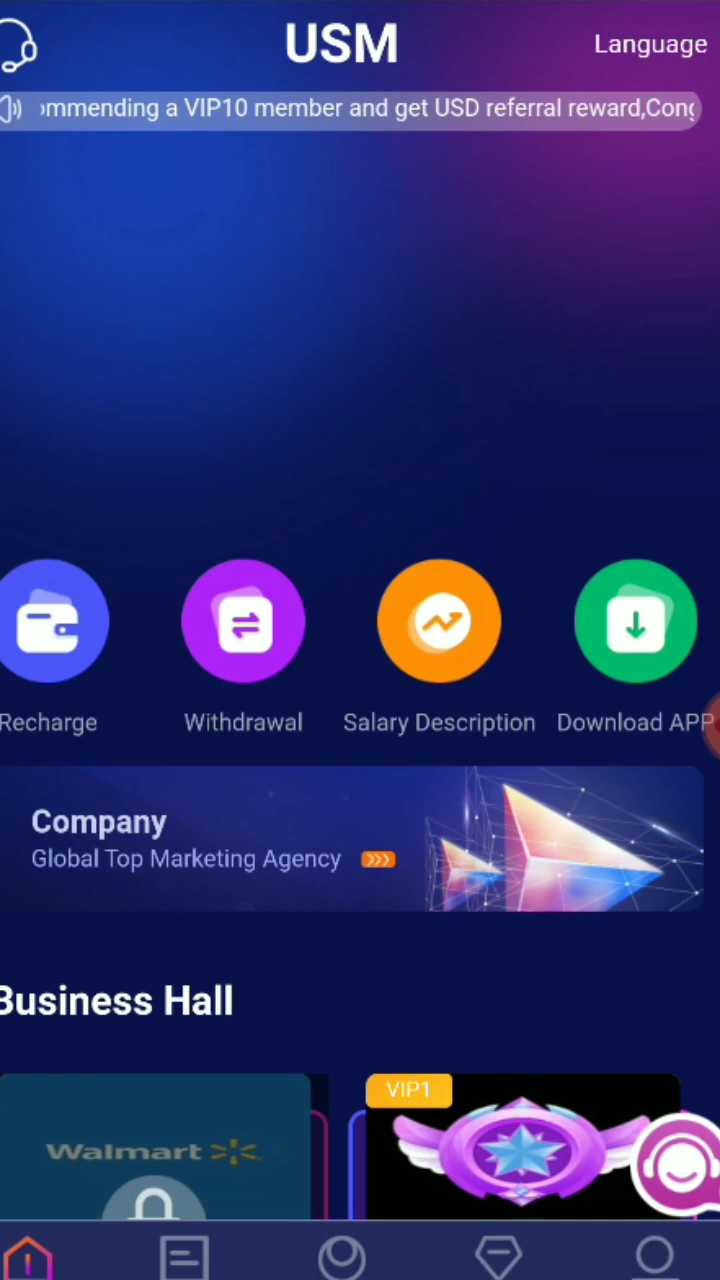 USM
Language
ommending a VIP10 member and get USD referral reward,Cong
Recharge
Withdrawal
Salary Description
Download APP
Company
Global Top Marketing Agency
Business Hall
VIP1
Walmart